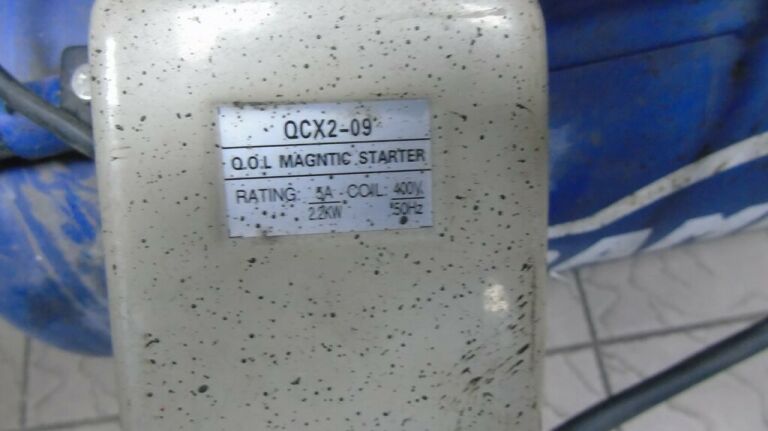 QCX2-09
Q.O.L MAGNTIC STARTER
RATING: 5A COIL: 400V
2.2KW 50Hz